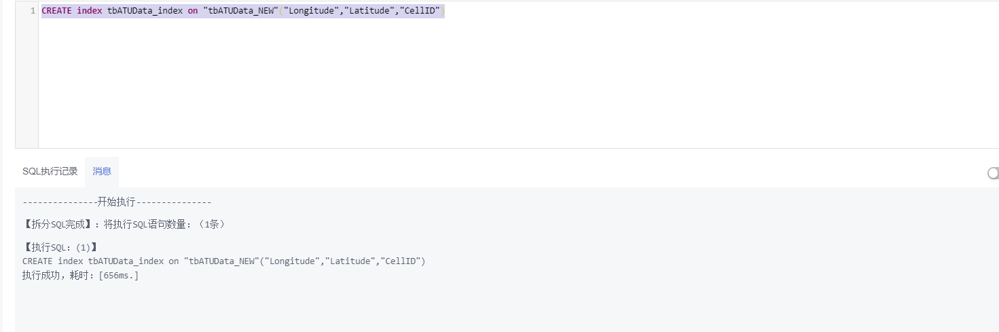 1 CREATE index tbATUData_index on "tbATUData_NEW"("Longitude","Latitude","CellID")
SQL执行记录 消息
---------------开始执行---------------
【拆分SQL完成】：将执行SQL语句数量：（1条）
【执行SQL：(1)】
CREATE index tbATUData_index on "tbATUData_NEW"("Longitude","Latitude","CellID")
执行成功，耗时：[656ms.]